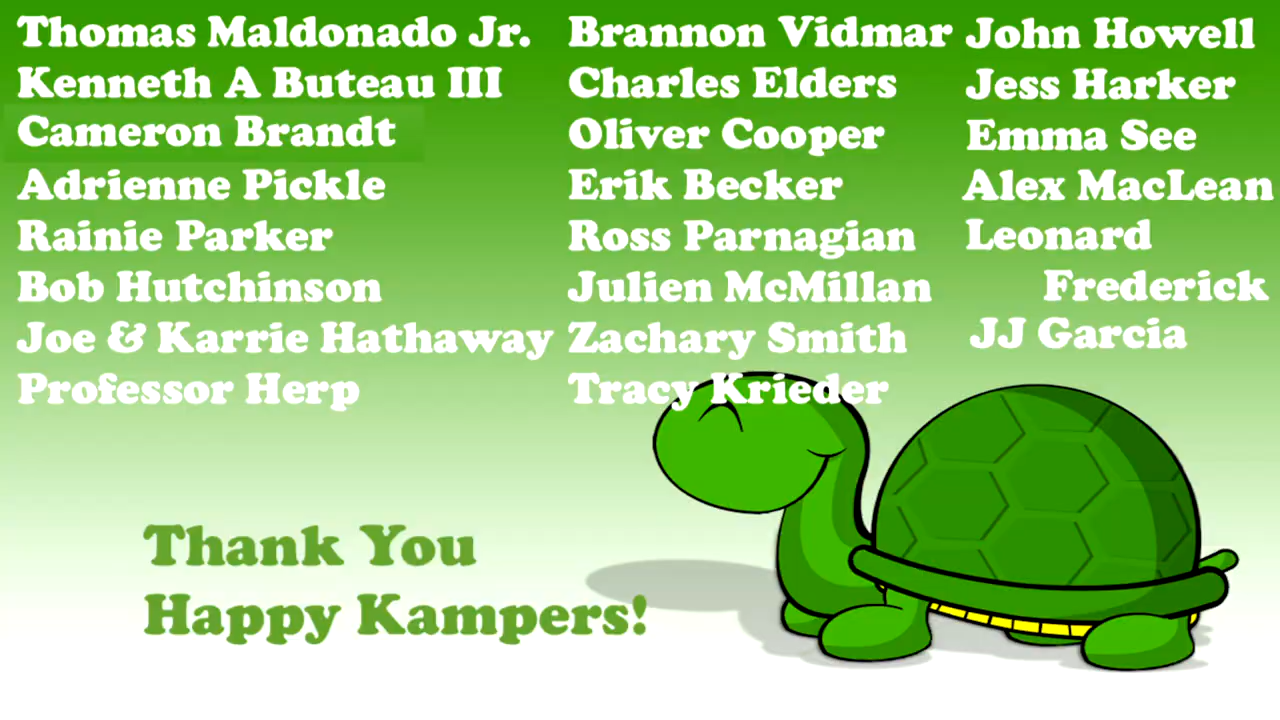 Thomas Maldonado Jr.
Kenneth A Buteau III
Cameron Brandt
Adrienne Pickle
Rainie Parker
Bob Hutchinson
Joe & Karrie Hathaway
Professor Herp
Brannon Vidmar
Charles Elders
Oliver Cooper
Erik Becker
Ross Parnagian
Julien McMillan
Zachary Smith
Tracy Krieder
John Howell
Jess Harker
Emma See
Alex MacLean
Leonard
Frederick
JJ Garcia
Thank You
Happy Kampers!